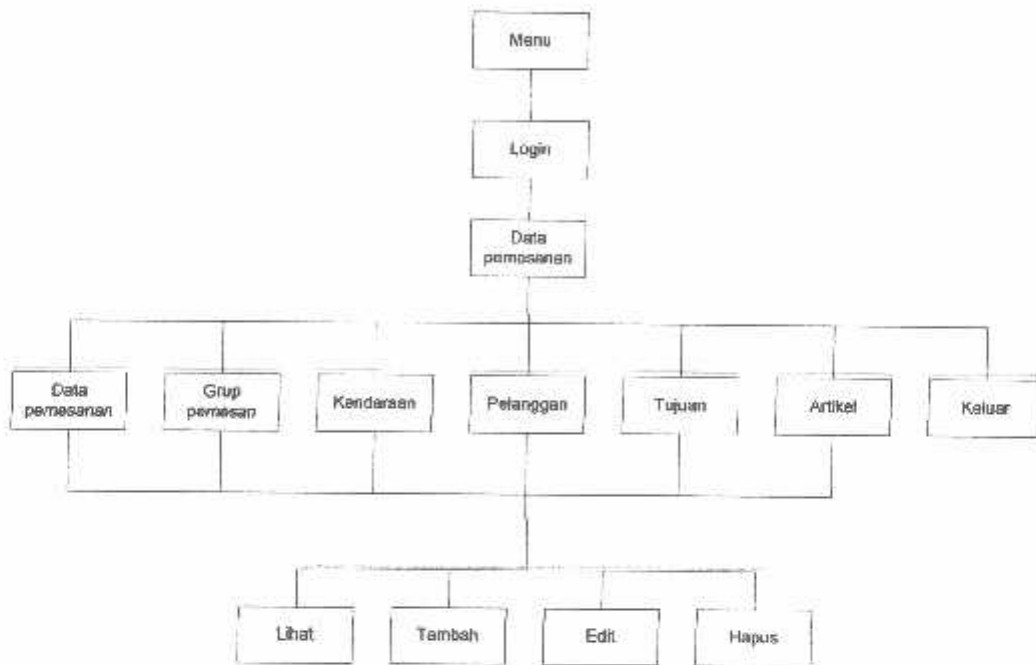 Menu
Login
Data
pemesanan
Data
pemesanan
Grup
pemesan
Kendaraan
Pelanggan
Tujuan
Artikel
Keluar
Lihat
Tambah
Edit
Hapus